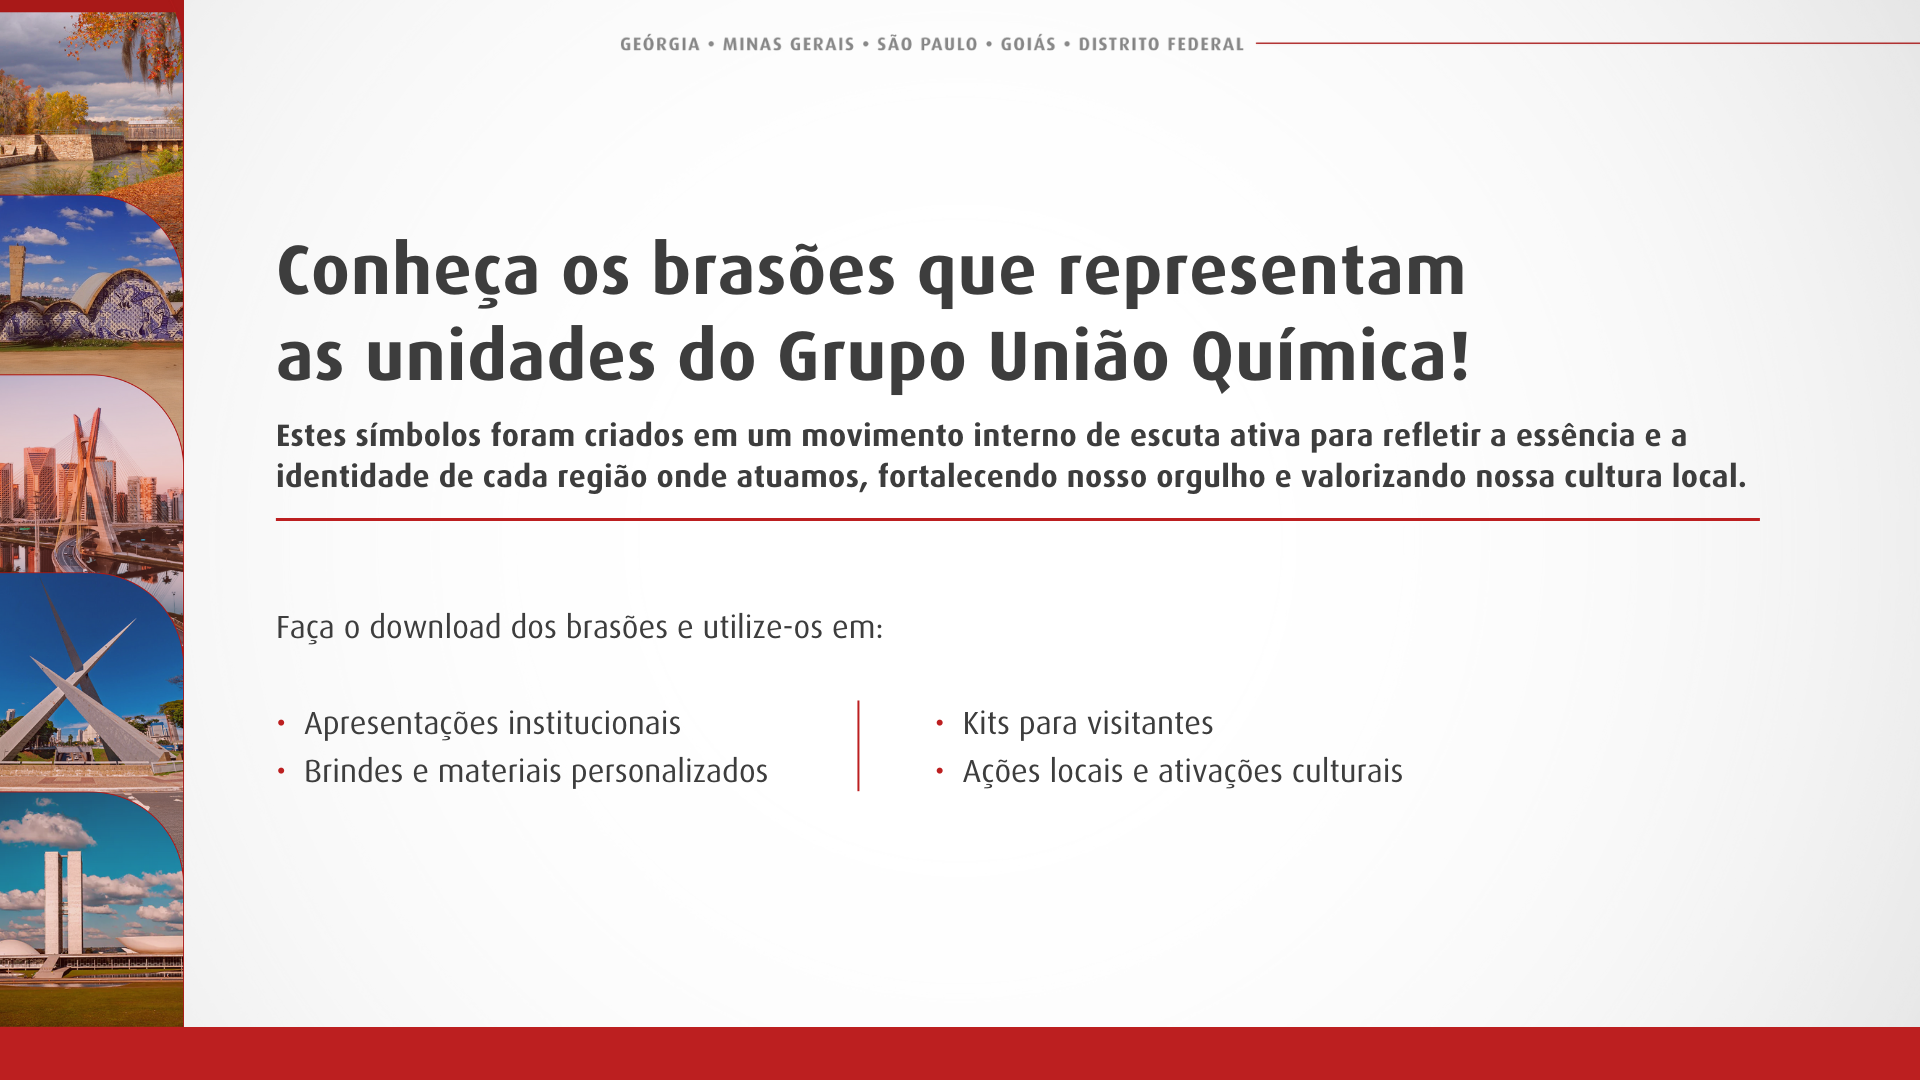 GEÓRGIA • MINAS GERAIS • SÃO PAULO • GOIÁS • DISTRITO FEDERAL
Conheça os brasões que representam
as unidades do Grupo União Química!
Estes símbolos foram criados em um movimento interno de escuta ativa para refletir a essência e a
identidade de cada região onde atuamos, fortalecendo nosso orgulho e valorizando nossa cultura local.
Faça o download dos brasões e utilize-os em:
• Apresentações institucionais
• Brindes e materiais personalizados
• Kits para visitantes
• Ações locais e ativações culturais